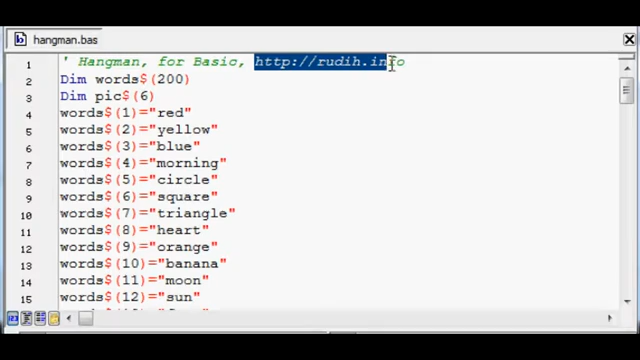 hangman.bas
1 ' Hangman, for Basic, http://rudih.info
2 Dim words$(200)
3 Dim pic$(6)
4 words$(1)="red"
5 words$(2)="yellow"
6 words$(3)="blue"
7 words$(4)="morning"
8 words$(5)="circle"
9 words$(6)="square"
10 words$(7)="triangle"
11 words$(8)="heart"
12 words$(9)="orange"
13 words$(10)="banana"
14 words$(11)="moon"
15 words$(12)="sun"